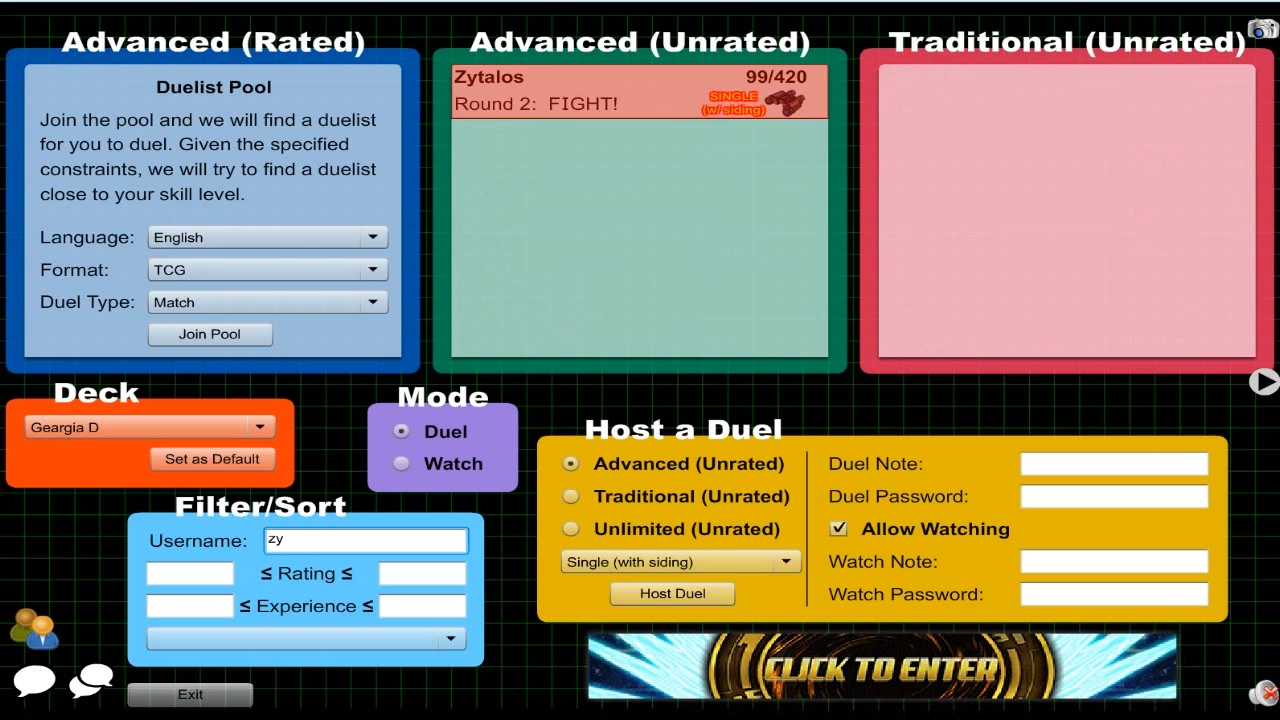 Advanced (Rated)
Duelist Pool
Join the pool and we will find a duelist
for you to duel. Given the specified
constraints, we will try to find a duelist
close to your skill level.
Language: English
Format: TCG
Duel Type: Match
Join Pool
Advanced (Unrated)
Zytalos 99/420
Round 2: FIGHT! SINGLE
(w/ siding)
Traditional (Unrated)
Deck
Geargia D
Set as Default
Mode
Duel
Watch
Filter/Sort
Username: zy
≤ Rating ≤
≤ Experience ≤
Exit
Host a Duel
Advanced (Unrated)
Traditional (Unrated)
Unlimited (Unrated)
Single (with siding)
Host Duel
Duel Note:
Duel Password:
Allow Watching
Watch Note:
Watch Password:
CLICK TO ENTER